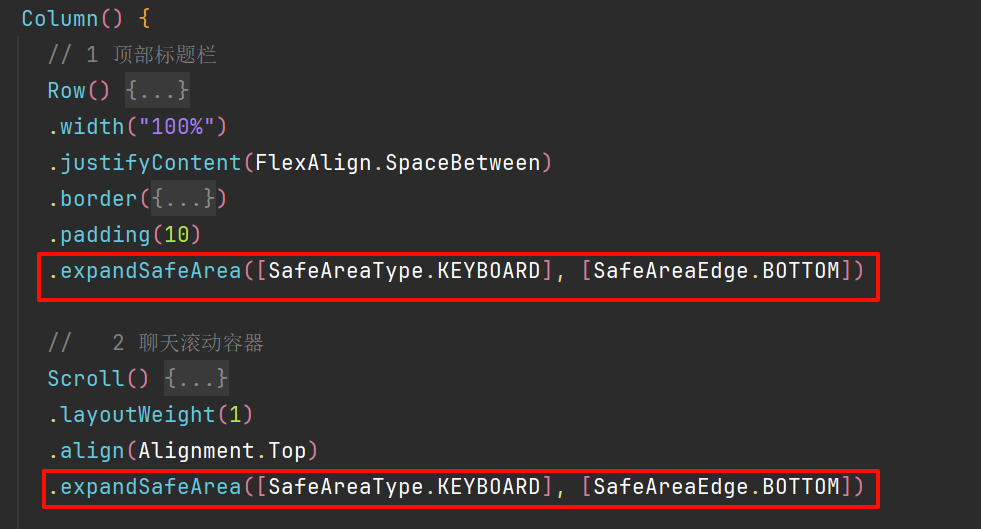 Column() {
// 1 顶部标题栏
Row() {...}
.width("100%")
.justifyContent(FlexAlign.SpaceBetween)
.border({...})
.padding(10)
.expandSafeArea([SafeAreaType.KEYBOARD], [SafeAreaEdge.BOTTOM])
//   2 聊天滚动容器
Scroll() {...}
.layoutWeight(1)
.align(Alignment.Top)
.expandSafeArea([SafeAreaType.KEYBOARD], [SafeAreaEdge.BOTTOM])